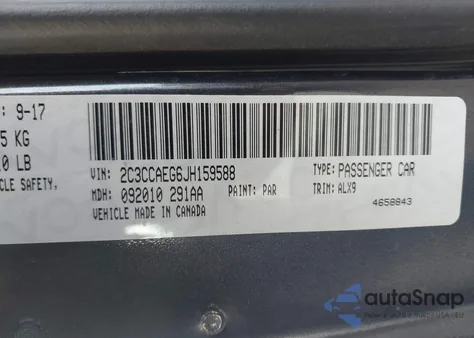 : 9-17
5 KG
0 LB
CLE SAFETY,
VIN: 2C3CCAEG6JH159588
TYPE: PASSENGER CAR
MDH: 092010 291AA
PAINT: PAR
TRIM: ALX9
VEHICLE MADE IN CANADA
4658843
autoSnap